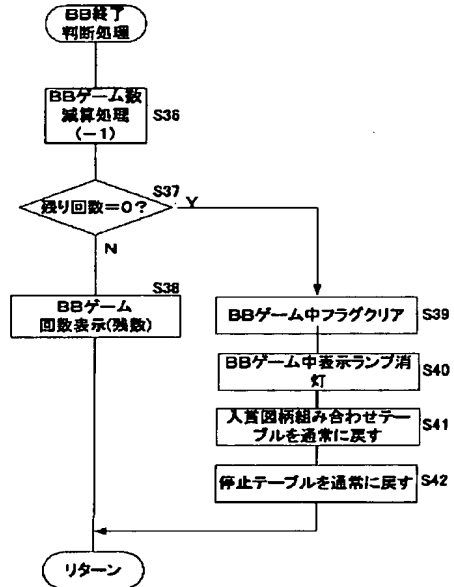 BB終了
判断処理
BBゲーム数
減算処理
(-1)
S36
S37
残り回数=0?
Y
N
S38
BBゲーム
回数表示(残数)
BBゲーム中フラグクリア
S39
BBゲーム中表示ランプ消
灯
S40
入賞図柄組み合わせテー
ブルを通常に戻す
S41
停止テーブルを通常に戻す
S42
リターン